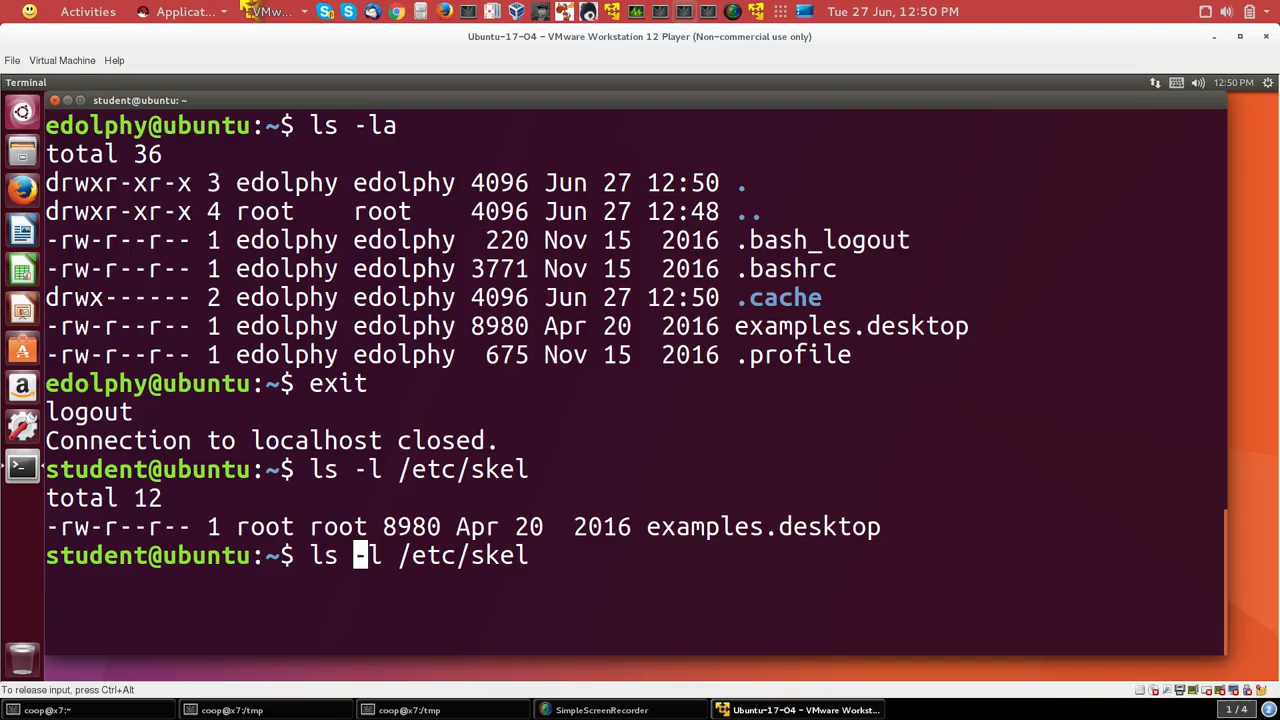 Activities Applicat... VMw... Tue 27 Jun, 12:50 PM
Ubuntu-17-04 – VMware Workstation 12 Player (Non-commercial use only)
File Virtual Machine Help
Terminal 12:50 PM
student@ubuntu: ~
edolphy@ubuntu:~$ ls -la
total 36
drwxr-xr-x 3 edolphy edolphy 4096 Jun 27 12:50 .
drwxr-xr-x 4 root    root    4096 Jun 27 12:48 ..
-rw-r--r-- 1 edolphy edolphy  220 Nov 15  2016 .bash_logout
-rw-r--r-- 1 edolphy edolphy 3771 Nov 15  2016 .bashrc
drwx------ 2 edolphy edolphy 4096 Jun 27 12:50 .cache
-rw-r--r-- 1 edolphy edolphy 8980 Apr 20  2016 examples.desktop
-rw-r--r-- 1 edolphy edolphy  675 Nov 15  2016 .profile
edolphy@ubuntu:~$ exit
logout
Connection to localhost closed.
student@ubuntu:~$ ls -l /etc/skel
total 12
-rw-r--r-- 1 root root 8980 Apr 20  2016 examples.desktop
student@ubuntu:~$ ls -l /etc/skel
To release input, press Ctrl+Alt
coop@x7:~ coop@x7:/tmp coop@x7:/tmp SimpleScreenRecorder Ubuntu-17-04 – VMware Workst... 1 / 4 2